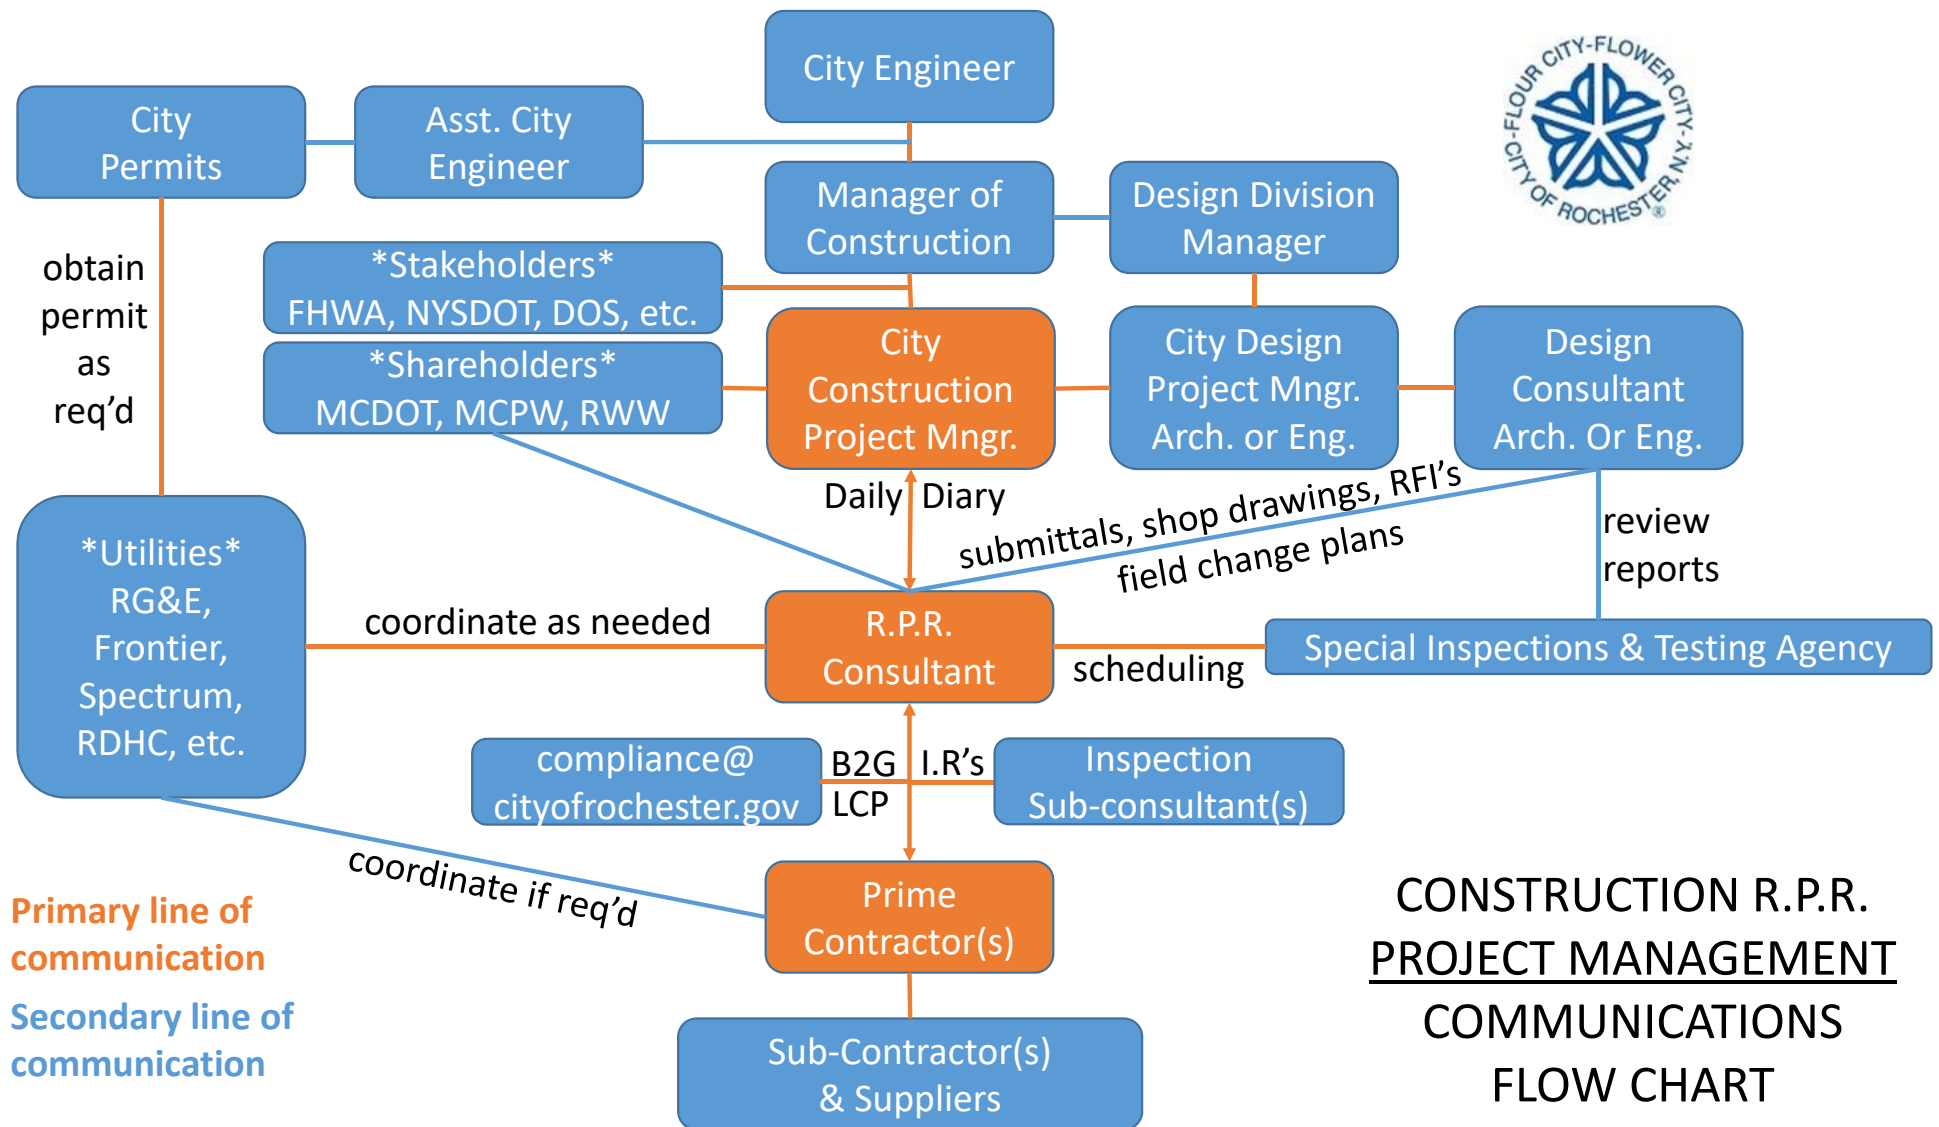 City Engineer
City
Permits
Asst. City
Engineer
FLOUR CITY-FLOWER CITY-
CITY OF ROCHESTER, N.Y.
®
Manager of
Construction
Design Division
Manager
obtain
permit
as
req’d
*Stakeholders*
FHWA, NYSDOT, DOS, etc.
*Shareholders*
MCDOT, MCPW, RWW
City
Construction
Project Mngr.
City Design
Project Mngr.
Arch. or Eng.
Design
Consultant
Arch. Or Eng.
Daily Diary
submittals, shop drawings, RFI’s
field change plans
review
reports
*Utilities*
RG&E,
Frontier,
Spectrum,
RDHC, etc.
coordinate as needed
R.P.R.
Consultant
scheduling
Special Inspections & Testing Agency
compliance@
cityofrochester.gov
B2G
LCP
I.R’s
Inspection
Sub-consultant(s)
coordinate if req’d
Prime
Contractor(s)
Primary line of
communication
Secondary line of
communication
Sub-Contractor(s)
& Suppliers
CONSTRUCTION R.P.R.
PROJECT MANAGEMENT
COMMUNICATIONS
FLOW CHART